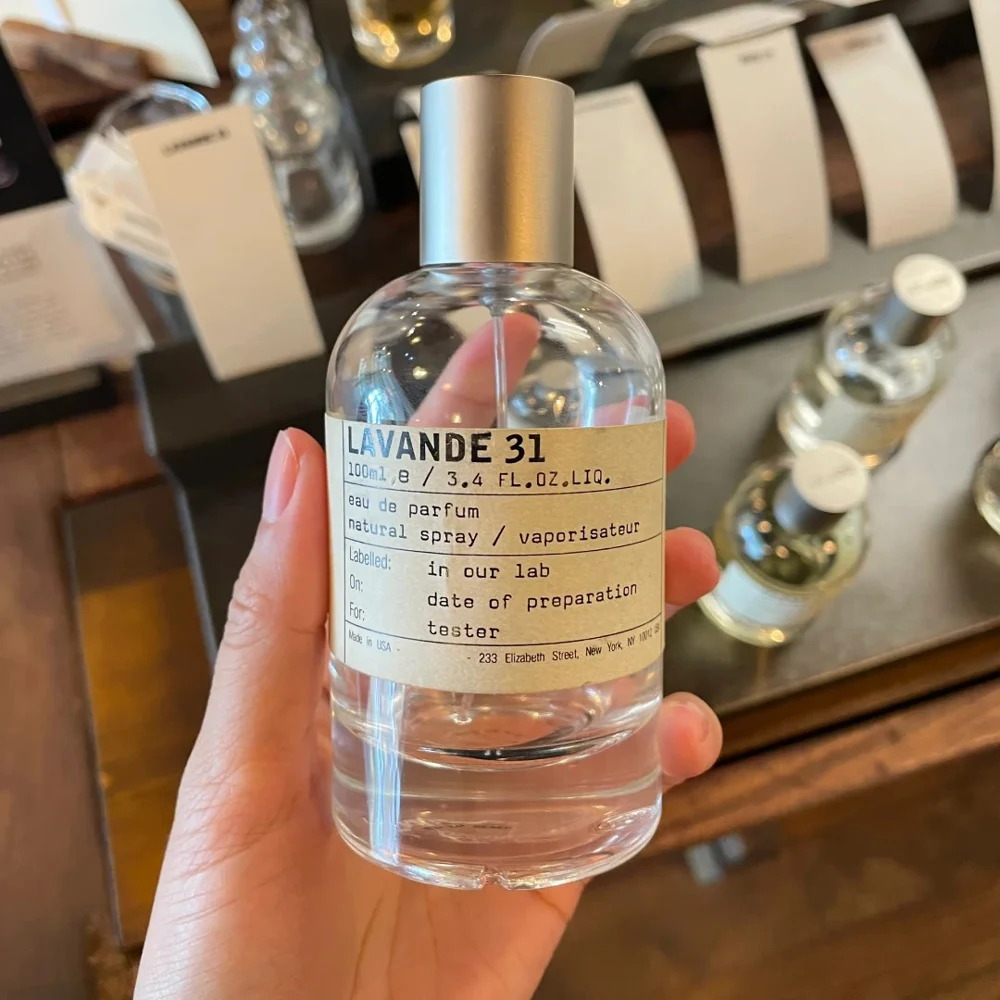 LAVANDE 31
100ml ℮ / 3.4 FL.OZ.LIQ.
eau de parfum
natural spray / vaporisateur
Labelled: in our lab
On: date of preparation
For: tester
Made in USA - - 233 Elizabeth Street, New York, NY 10012